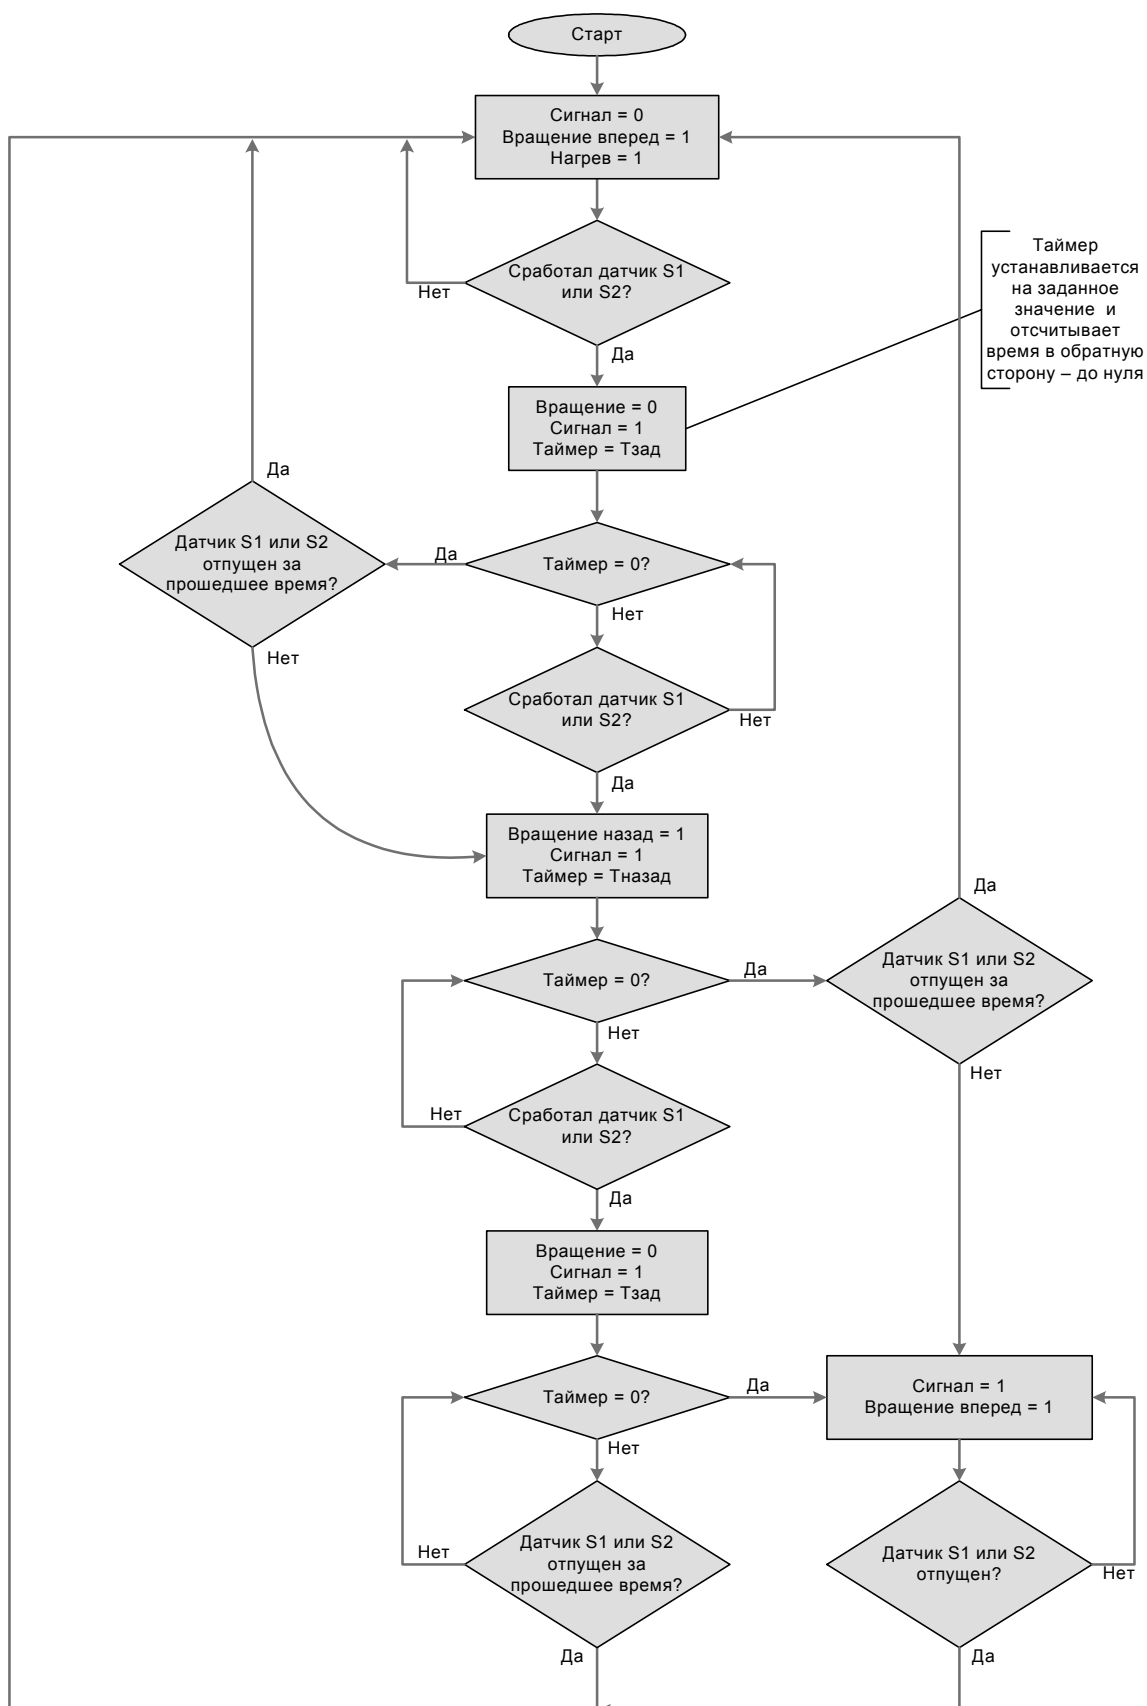 Старт
Сигнал = 0
Вращение вперед = 1
Нагрев = 1
Сработал датчик S1
или S2?
Нет
Да
Таймер
устанавливается
на заданное
значение и
отсчитывает
время в обратную
сторону – до нуля
Вращение = 0
Сигнал = 1
Таймер = Тзад
Да
Датчик S1 или S2
отпущен за
прошедшее время?
Нет
Да
Таймер = 0?
Нет
Сработал датчик S1
или S2?
Нет
Да
Вращение назад = 1
Сигнал = 1
Таймер = Тназад
Таймер = 0?
Да
Нет
Да
Датчик S1 или S2
отпущен за
прошедшее время?
Нет
Сработал датчик S1
или S2?
Нет
Да
Вращение = 0
Сигнал = 1
Таймер = Тзад
Таймер = 0?
Да
Нет
Сигнал = 1
Вращение вперед = 1
Датчик S1 или S2
отпущен за
прошедшее время?
Нет
Да
Датчик S1 или S2
отпущен?
Нет
Да